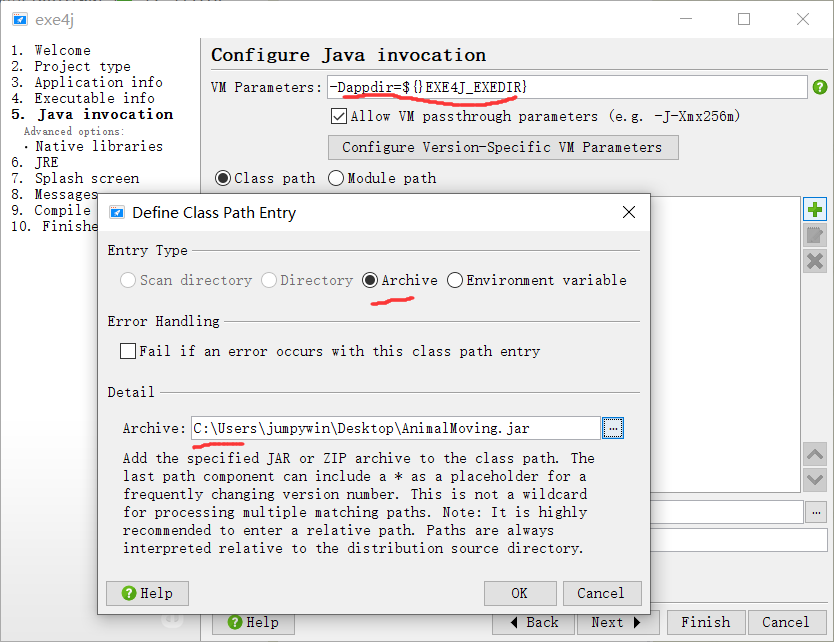 exe4j
1. Welcome
2. Project type
3. Application info
4. Executable info
5. Java invocation
Advanced options:
· Native libraries
6. JRE
7. Splash screen
8. Messages
9. Compile
10. Finishe
Configure Java invocation
VM Parameters: -Dappdir=${}EXE4J_EXEDIR}
Allow VM passthrough parameters (e.g. -J-Xmx256m)
Configure Version-Specific VM Parameters
Class path Module path
Define Class Path Entry
Entry Type
Scan directory Directory Archive Environment variable
Error Handling
Fail if an error occurs with this class path entry
Detail
Archive: C:\Users\jumpywin\Desktop\AnimalMoving.jar ...
Add the specified JAR or ZIP archive to the class path. The
last path component can include a * as a placeholder for a
frequently changing version number. This is not a wildcard
for processing multiple matching paths. Note: It is highly
recommended to enter a relative path. Paths are always
interpreted relative to the distribution source directory.
...
Help OK Cancel
Help Back Next Finish Cancel